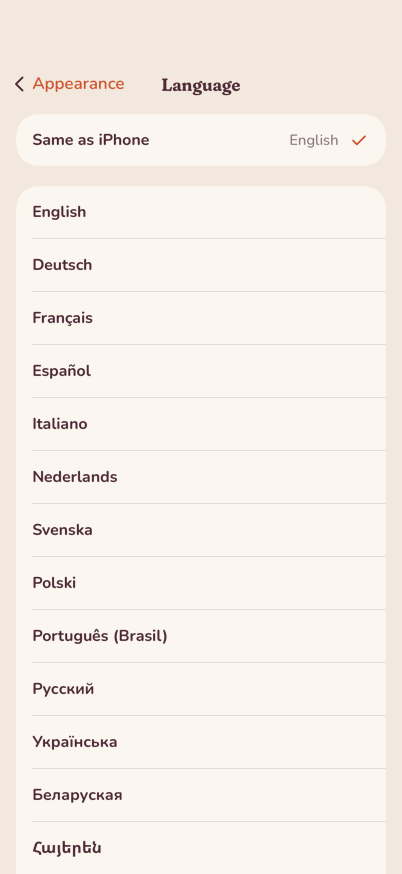 Appearance
Language
Same as iPhone English
English
Deutsch
Français
Español
Italiano
Nederlands
Svenska
Polski
Português (Brasil)
Русский
Українська
Беларуская
Հայերեն